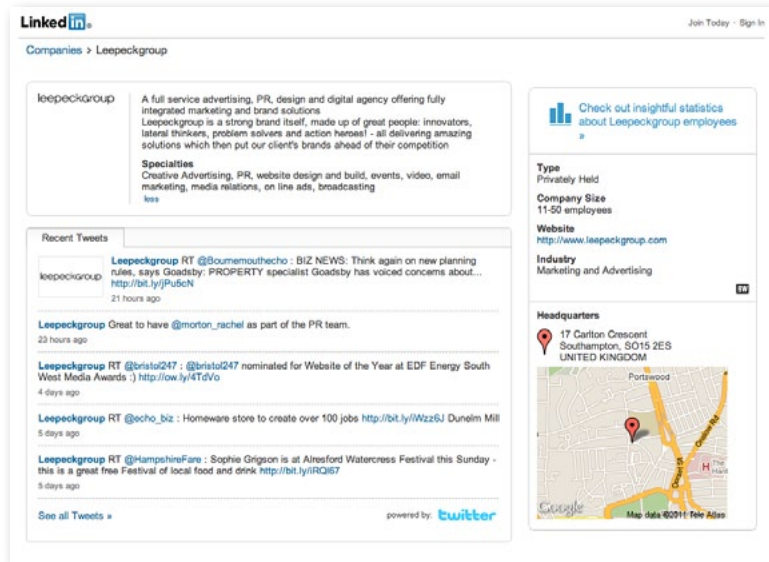 Linked in.
Join Today · Sign In
Companies > Leepeckgroup
leepeckgroup
A full service advertising, PR, design and digital agency offering fully
integrated marketing and brand solutions
Leepeckgroup is a strong brand itself, made up of great people: innovators,
lateral thinkers, problem solvers and action heroes! - all delivering amazing
solutions which then put our client's brands ahead of their competition
Specialties
Creative Advertising, PR, website design and build, events, video, email
marketing, media relations, on line ads, broadcasting
less
Recent Tweets
leepeckgroup
Leepeckgroup RT @Bournemouthecho : BIZ NEWS: Think again on new planning
rules, says Goadsby: PROPERTY specialist Goadsby has voiced concerns about...
http://bit.ly/jPu5cN
21 hours ago
Leepeckgroup Great to have @morton_rachel as part of the PR team.
23 hours ago
Leepeckgroup RT @bristol247 : @bristol247 nominated for Website of the Year at EDF Energy South
West Media Awards :) http://ow.ly/4TdVo
4 days ago
Leepeckgroup RT @echo_biz : Homeware store to create over 100 jobs http://bit.ly/iWzz6J Dunelm Mill
5 days ago
Leepeckgroup RT @HampshireFare : Sophie Grigson is at Alresford Watercress Festival this Sunday -
this is a great free Festival of local food and drink http://bit.ly/iRQl67
5 days ago
See all Tweets »
powered by: twitter
Check out insightful statistics
about Leepeckgroup employees
»
Type
Privately Held
Company Size
11-50 employees
Website
http://www.leepeckgroup.com
Industry
Marketing and Advertising
BW
Headquarters
17 Carlton Crescent
Southampton, SO15 2ES
UNITED KINGDOM
Portswood
Onslow Rd
Dorset St
H The
Google
Map data ©2011 Tele Atlas